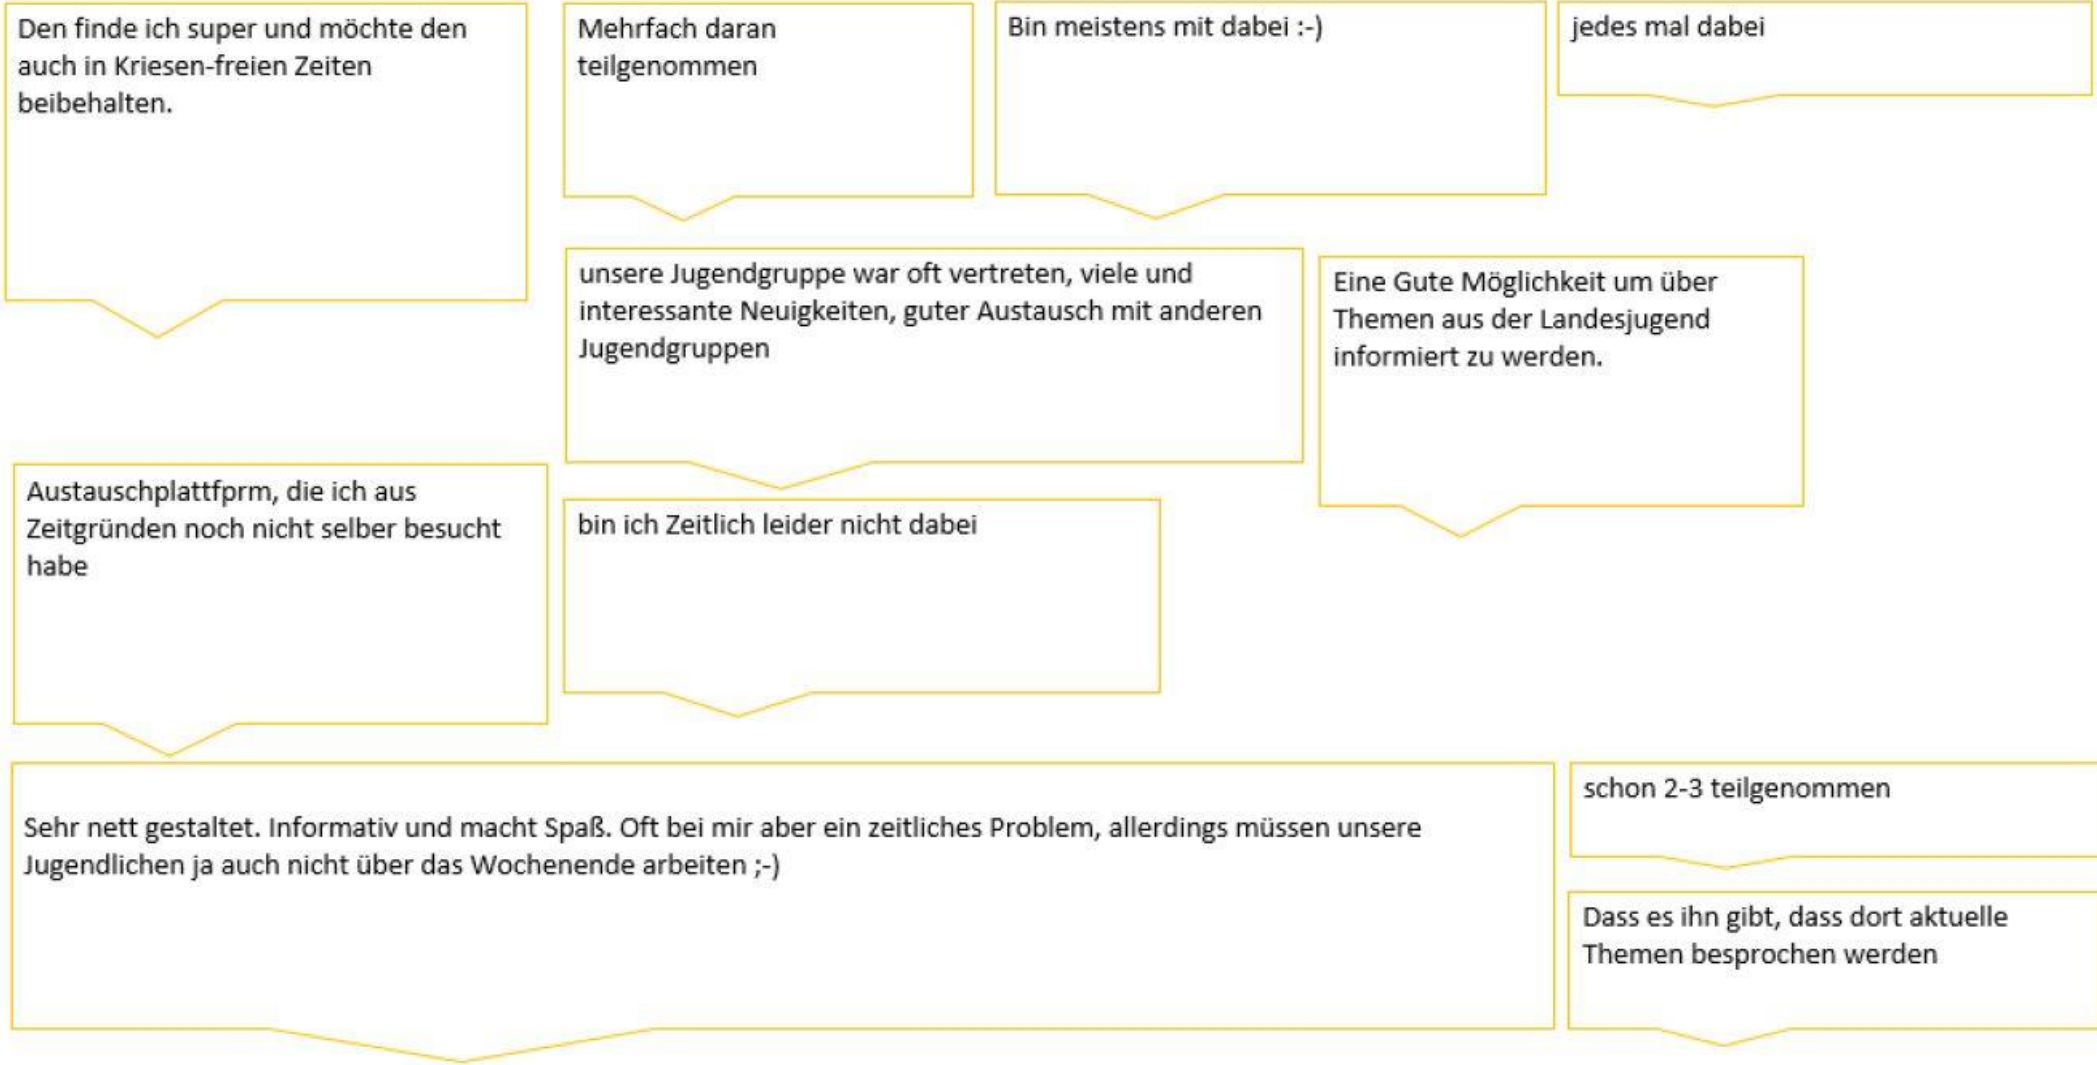 Den finde ich super und möchte den
auch in Kriesen-freien Zeiten
beibehalten.
Mehrfach daran
teilgenommen
Bin meistens mit dabei :-)
jedes mal dabei
unsere Jugendgruppe war oft vertreten, viele und
interessante Neuigkeiten, guter Austausch mit anderen
Jugendgruppen
Eine Gute Möglichkeit um über
Themen aus der Landesjugend
informiert zu werden.
Austauschplattfprm, die ich aus
Zeitgründen noch nicht selber besucht
habe
bin ich Zeitlich leider nicht dabei
Sehr nett gestaltet. Informativ und macht Spaß. Oft bei mir aber ein zeitliches Problem, allerdings müssen unsere
Jugendlichen ja auch nicht über das Wochenende arbeiten ;-)
schon 2-3 teilgenommen
Dass es ihn gibt, dass dort aktuelle
Themen besprochen werden